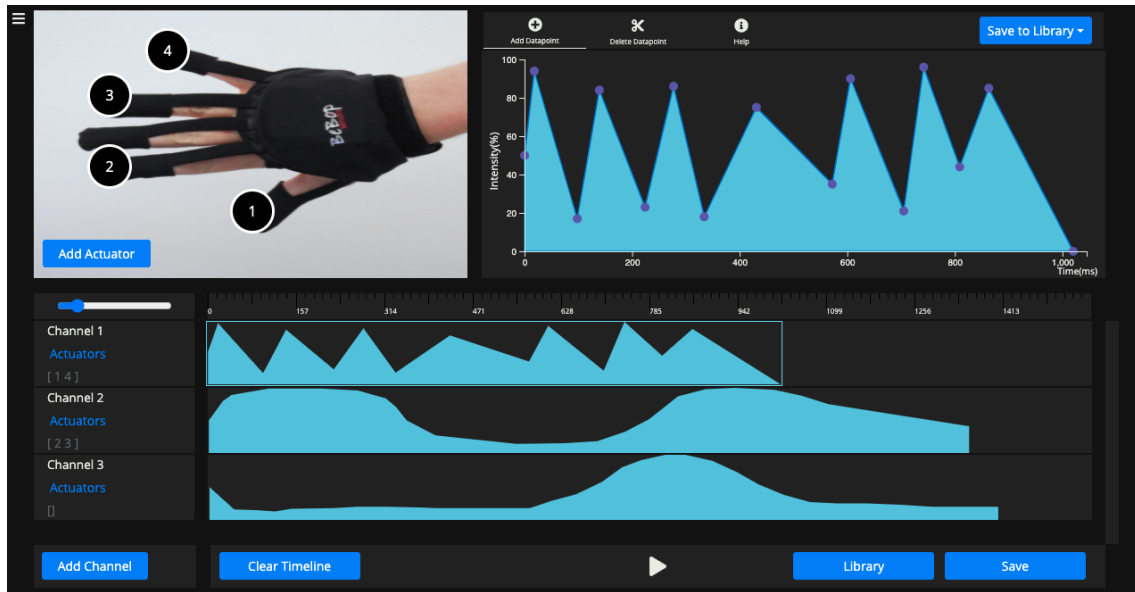 4
3
2
1
BeBop
Add Actuator
Add Datapoint
Delete Datapoint
Help
Save to Library
Intensity(%)
100
80
60
40
20
0
0 200 400 600 800 1,000
Time(ms)
0 157 314 471 628 785 942 1099 1256 1413
Channel 1
Actuators
[ 1 4 ]
Channel 2
Actuators
[ 2 3 ]
Channel 3
Actuators
[]
Add Channel
Clear Timeline
Library
Save